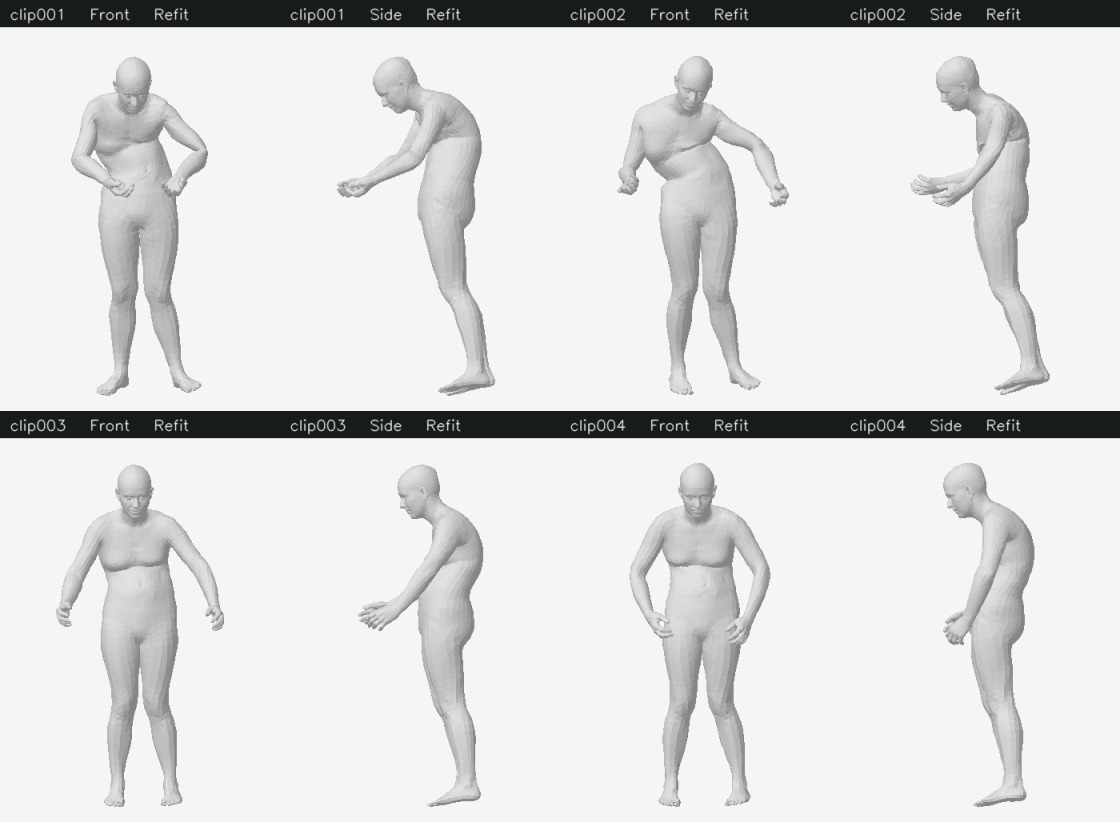 clip001 Front Refit
clip001 Side Refit
clip002 Front Refit
clip002 Side Refit
clip003 Front Refit
clip003 Side Refit
clip004 Front Refit
clip004 Side Refit